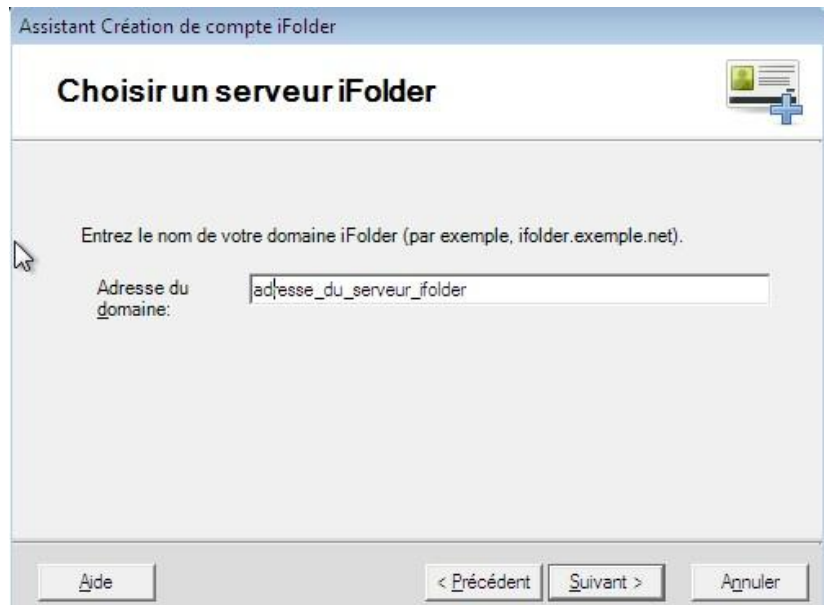 Assistant Création de compte iFolder
Choisir un serveur iFolder
Entrez le nom de votre domaine iFolder (par exemple, ifolder.exemple.net).
Adresse du
domaine:
adresse_du_serveur_ifolder
Aide
< Précédent
Suivant >
Annuler